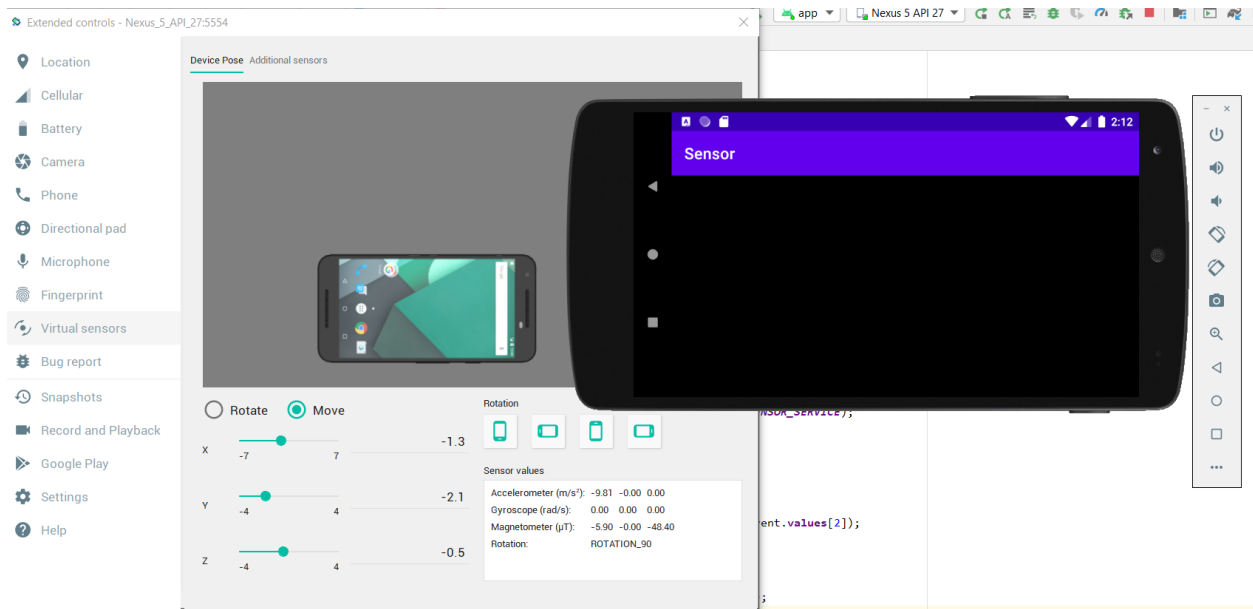 Extended controls - Nexus_5_API_27:5554
app
Nexus 5 API 27
Location
Cellular
Battery
Camera
Phone
Directional pad
Microphone
Fingerprint
Virtual sensors
Bug report
Snapshots
Record and Playback
Google Play
Settings
Help
Device Pose Additional sensors
2:12
Sensor
Rotate Move
X -1.3
-7 7
Y -2.1
-4 4
Z -0.5
-4 4
Rotation
Sensor values
Accelerometer (m/s²): -9.81 -0.00 0.00
Gyroscope (rad/s): 0.00 0.00 0.00
Magnetometer (μT): -5.90 -0.00 -48.40
Rotation: ROTATION_90
NSOR_SERVICE);
ent.values[2]);
;